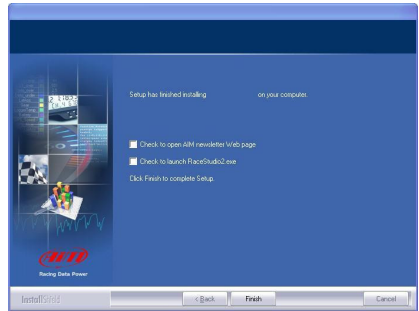 Setup has finished installing on your computer.
Check to open AIM newsletter Web page
Check to launch RaceStudio2.exe
Click Finish to complete Setup.
AIM
Racing Data Power
InstallShield
< Back Finish Cancel